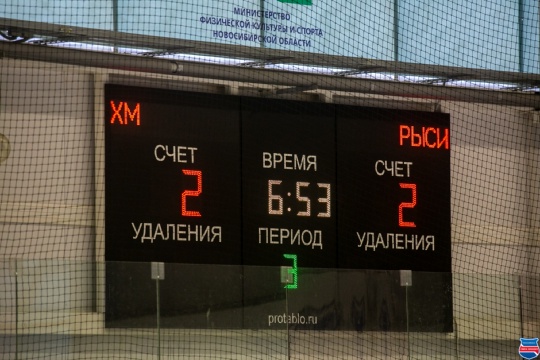 МИНИСТЕРСТВО
ФИЗИЧЕСКОЙ КУЛЬТУРЫ И СПОРТА
НОВОСИБИРСКОЙ ОБЛАСТИ
ХМ
РЫСИ
СЧЕТ
ВРЕМЯ
СЧЕТ
2
6:53
2
УДАЛЕНИЯ
ПЕРИОД
УДАЛЕНИЯ
3
protablo.ru